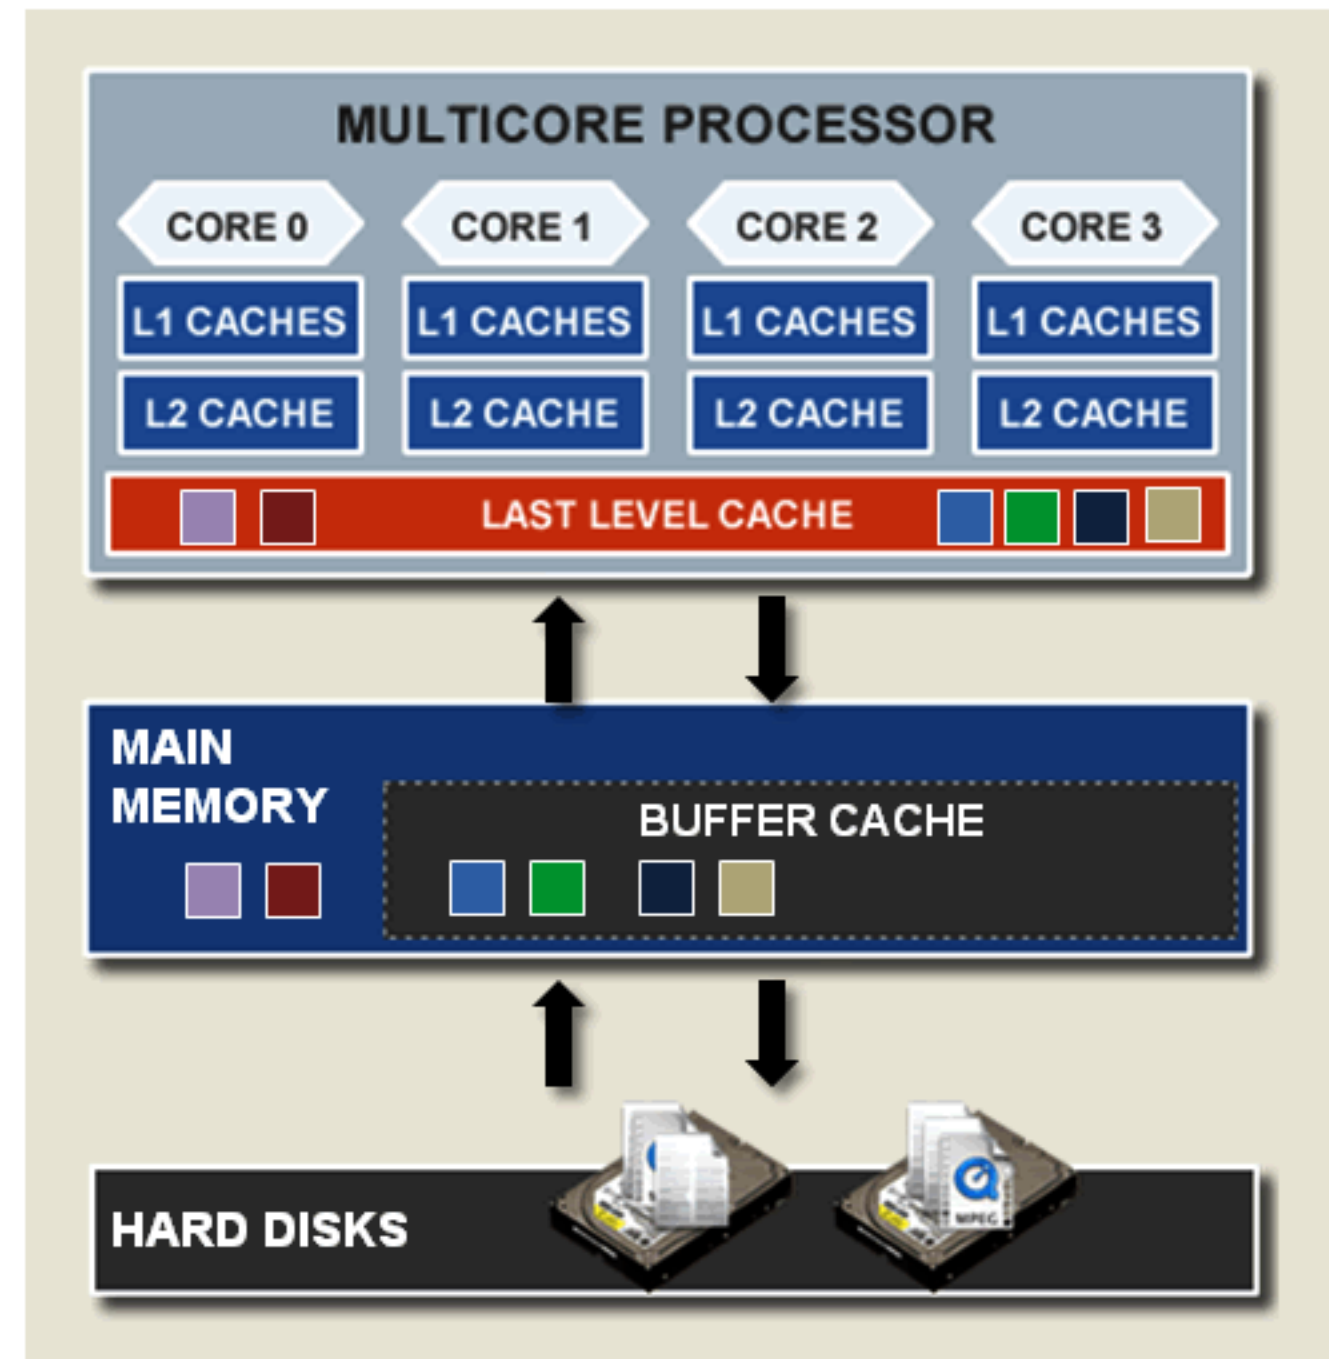 MULTICORE PROCESSOR
CORE 0 CORE 1 CORE 2 CORE 3
L1 CACHES L1 CACHES L1 CACHES L1 CACHES
L2 CACHE L2 CACHE L2 CACHE L2 CACHE
LAST LEVEL CACHE
MAIN
MEMORY
BUFFER CACHE
HARD DISKS
MPEG